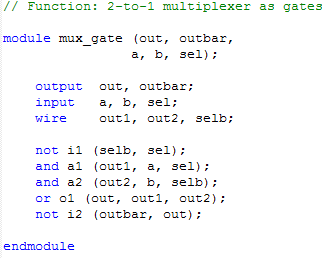 // Function: 2-to-1 multiplexer as gates
module mux_gate (out, outbar,
a, b, sel);
output out, outbar;
input a, b, sel;
wire out1, out2, selb;
not i1 (selb, sel);
and a1 (out1, a, sel);
and a2 (out2, b, selb);
or o1 (out, out1, out2);
not i2 (outbar, out);
endmodule